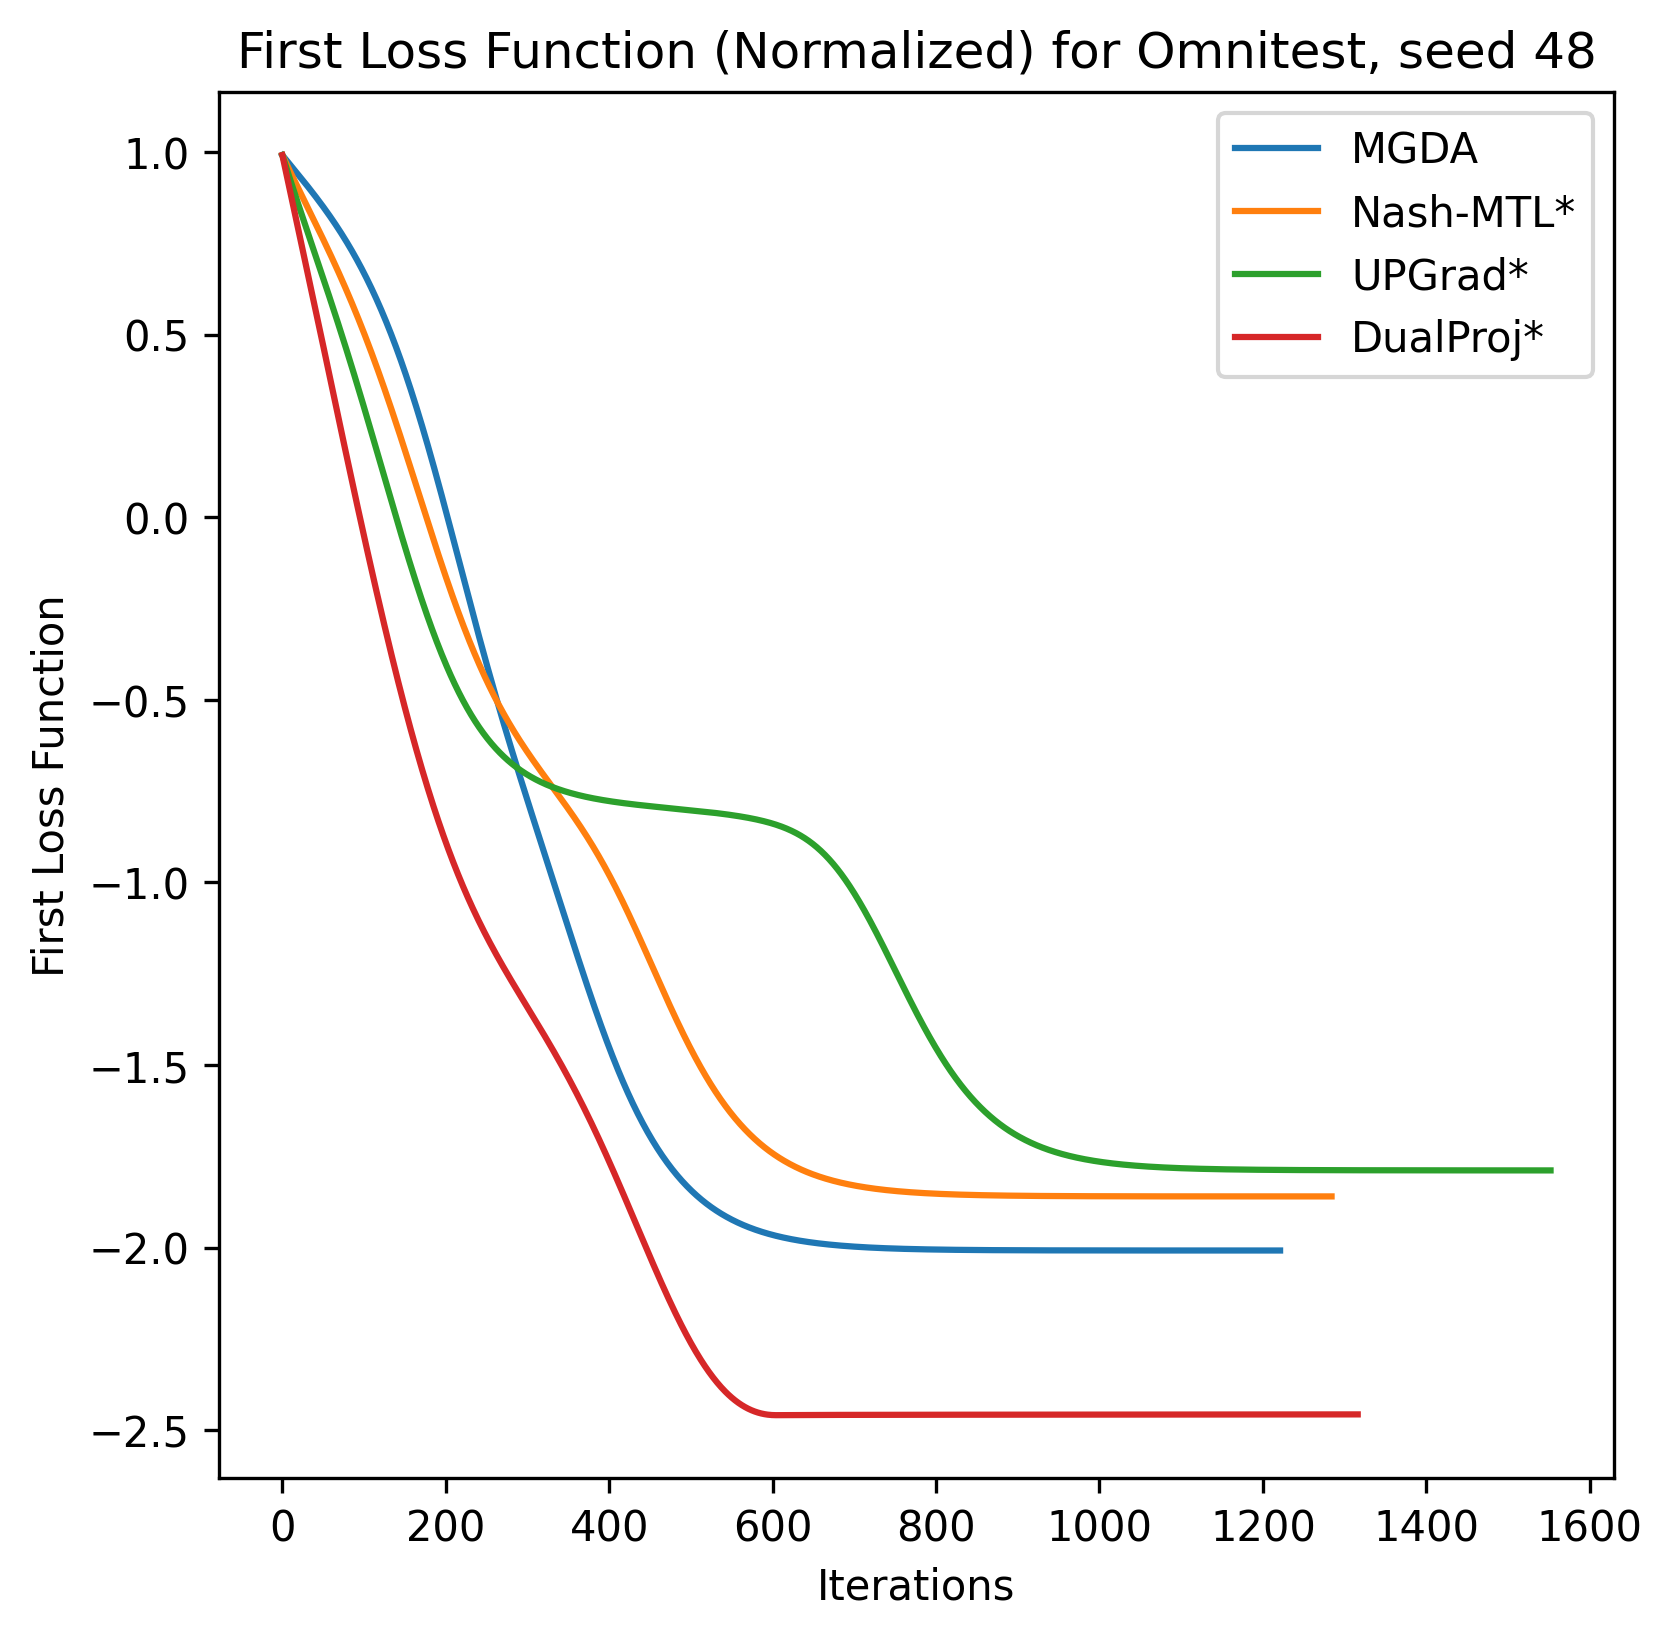 First Loss Function (Normalized) for Omnitest, seed 48
MGDA
Nash-MTL*
UPGrad*
DualProj*
1.0
0.5
0.0
−0.5
−1.0
−1.5
−2.0
−2.5
First Loss Function
0 200 400 600 800 1000 1200 1400 1600
Iterations